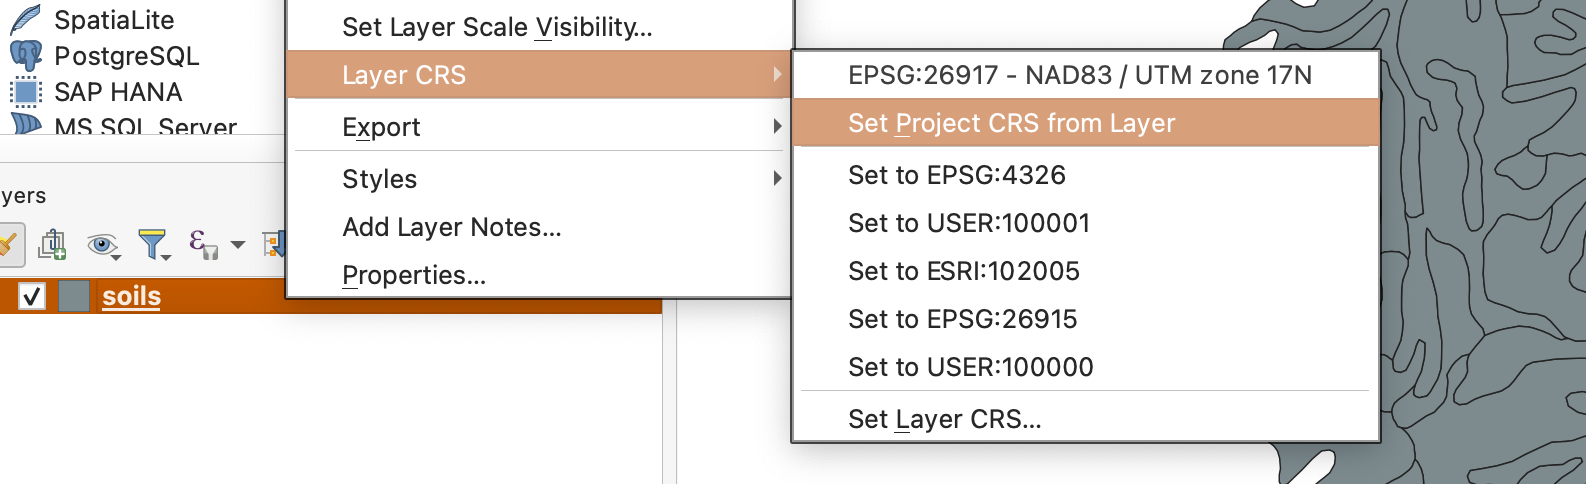 SpatiaLite
PostgreSQL
SAP HANA
MS SQL Server
yers
soils
Set Layer Scale Visibility...
Layer CRS
Export
Styles
Add Layer Notes...
Properties...
EPSG:26917 - NAD83 / UTM zone 17N
Set Project CRS from Layer
Set to EPSG:4326
Set to USER:100001
Set to ESRI:102005
Set to EPSG:26915
Set to USER:100000
Set Layer CRS...